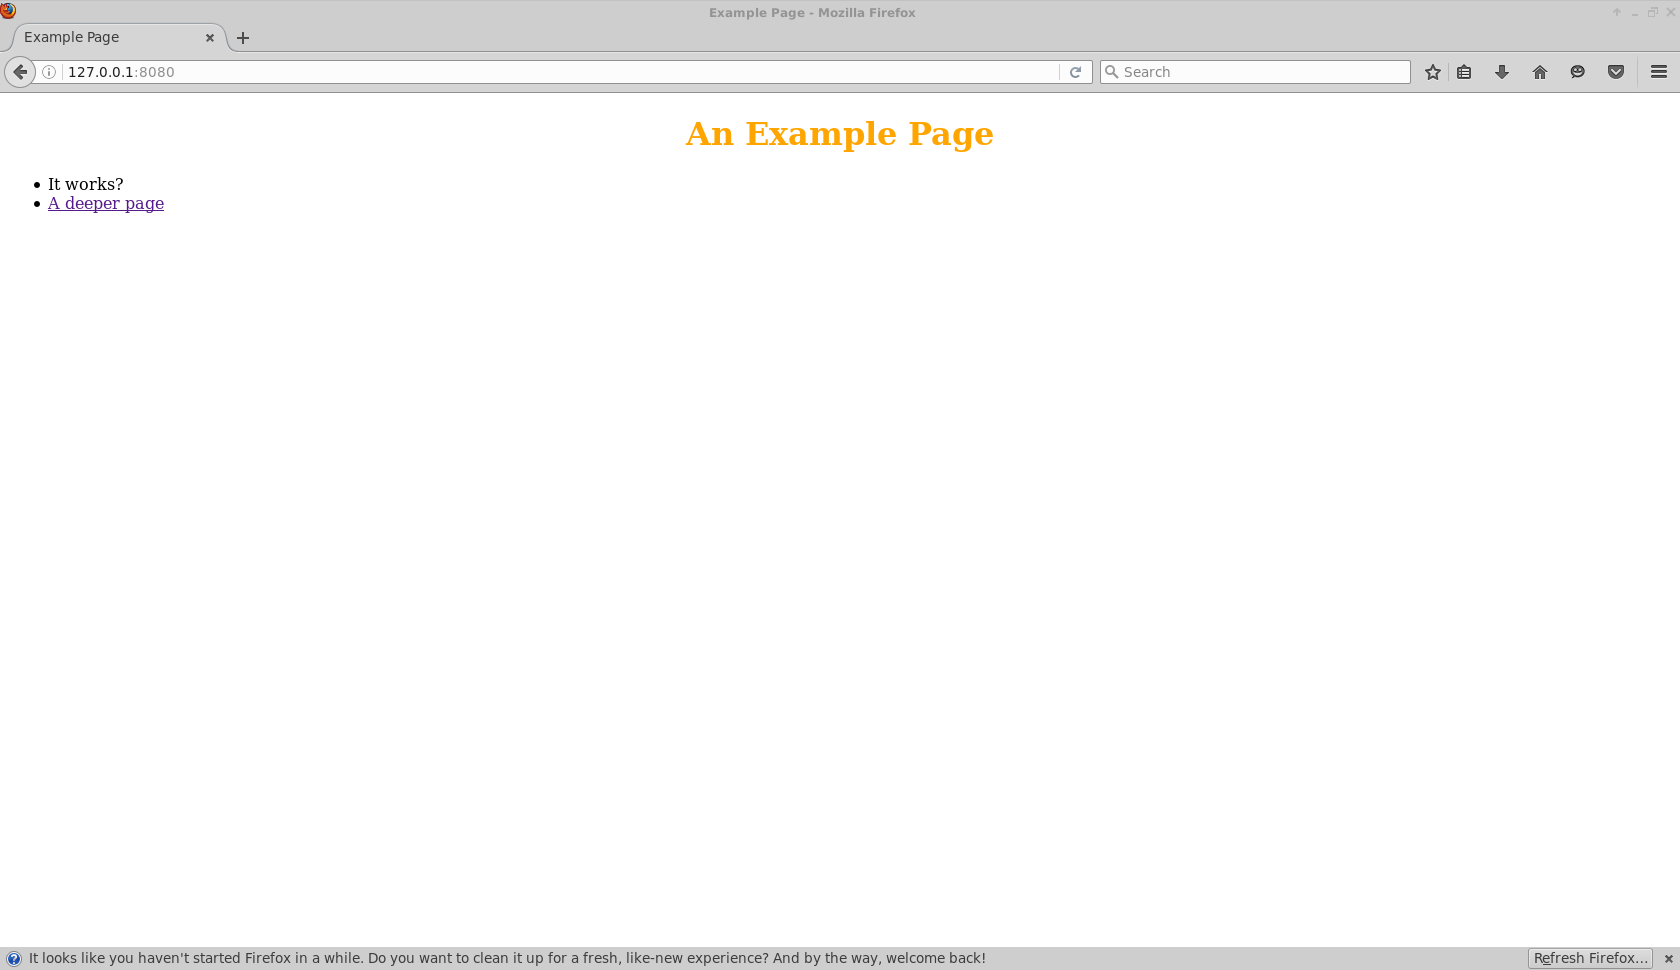 Example Page - Mozilla Firefox
Example Page
127.0.0.1:8080
Search
An Example Page
It works?
A deeper page
It looks like you haven't started Firefox in a while. Do you want to clean it up for a fresh, like-new experience? And by the way, welcome back!
Refresh Firefox...